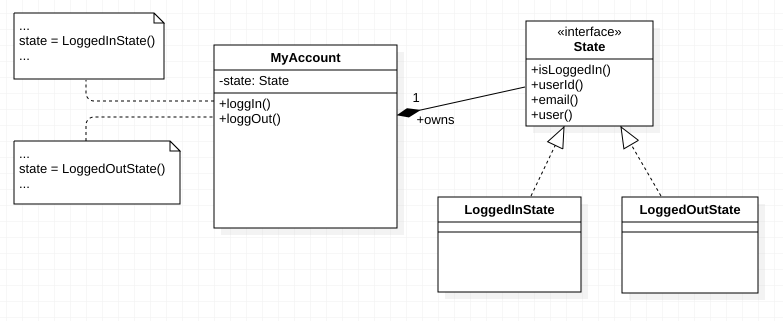 ...
state = LoggedInState()
...
...
state = LoggedOutState()
...
MyAccount
-state: State
+loggIn()
+loggOut()
1
+owns
«interface»
State
+isLoggedIn()
+userId()
+email()
+user()
LoggedInState
LoggedOutState